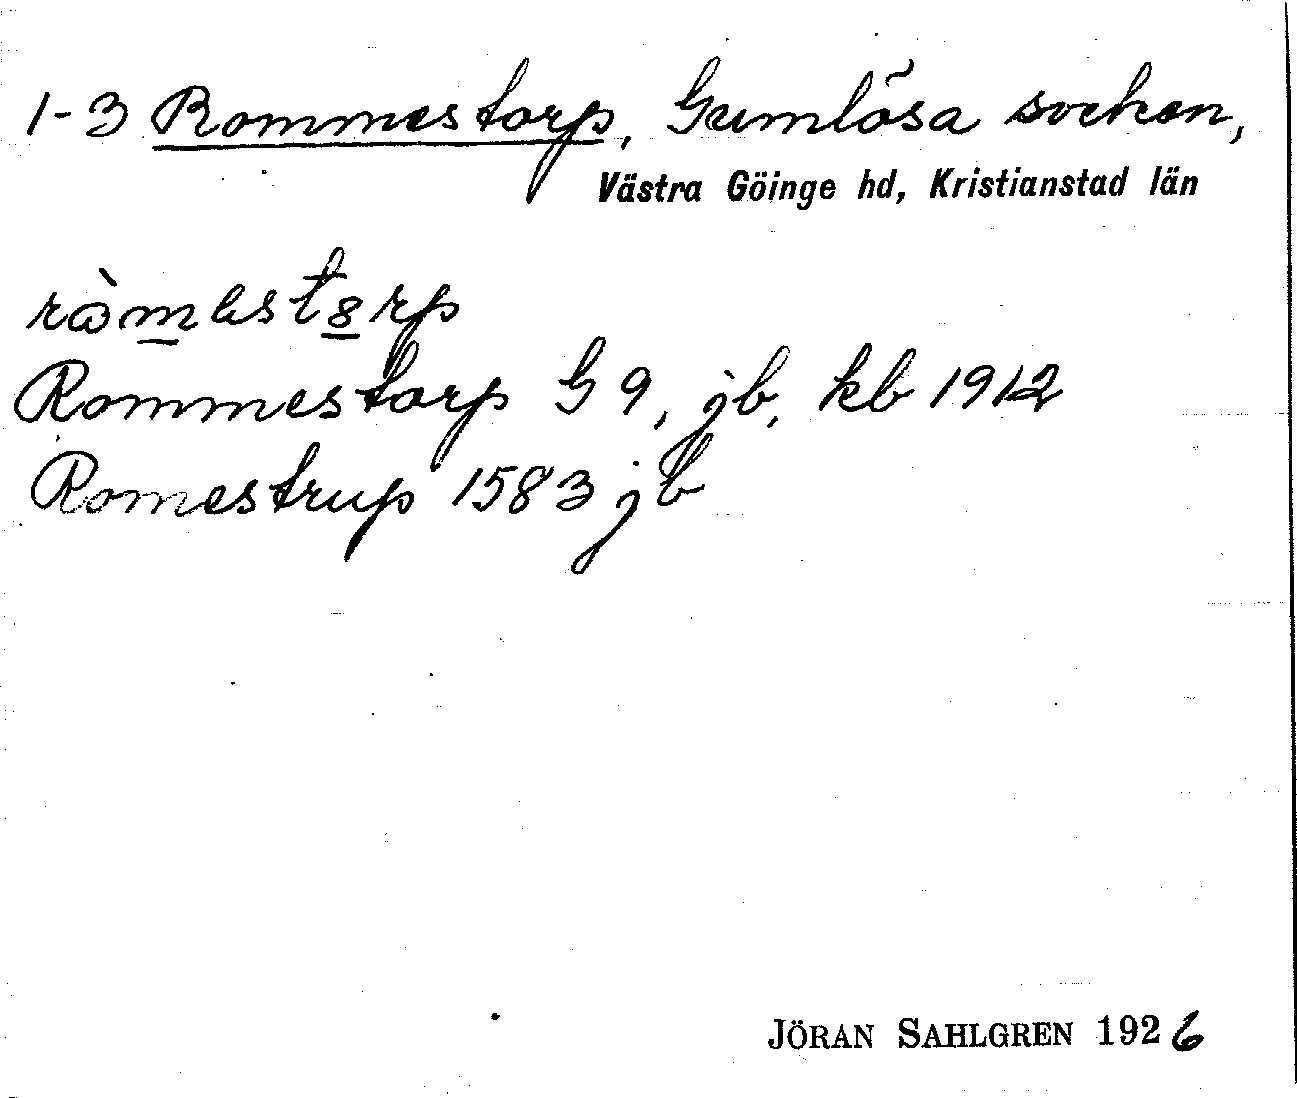 1-3 Rommestorp, Gumlösa socken,
Västra Göinge hd, Kristianstad län
Rommestorp G 9, jb, kb 1912
Romestrup 1583 jb
JÖRAN SAHLGREN 1926